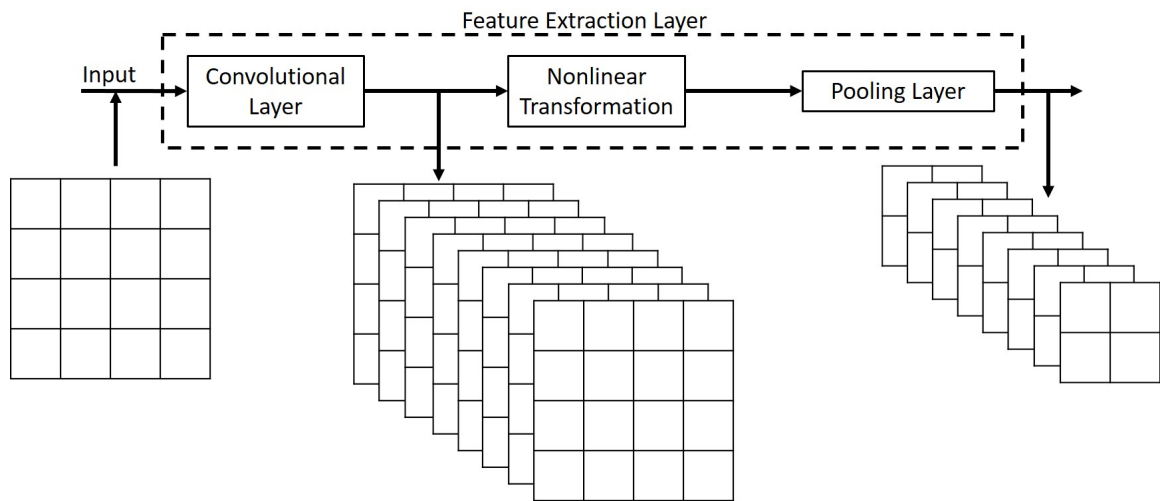 Feature Extraction Layer
Input
Convolutional
Layer
Nonlinear
Transformation
Pooling Layer